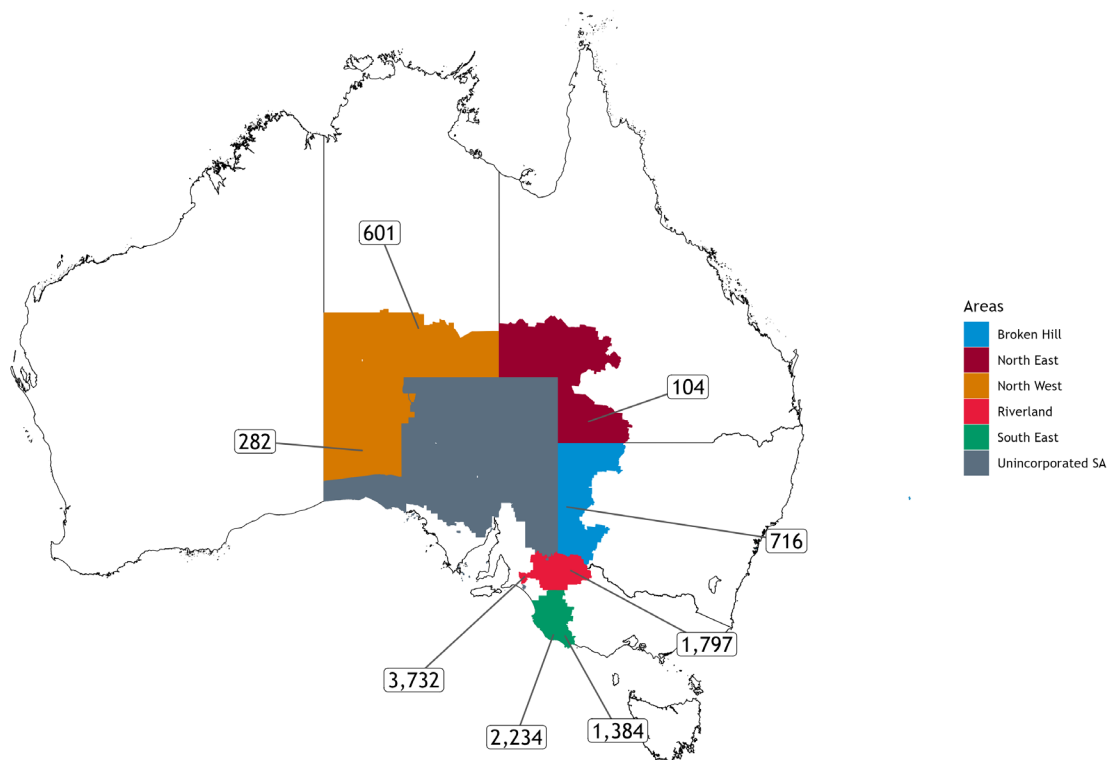 601
104
282
716
1,797
3,732
1,384
2,234
Areas
Broken Hill
North East
North West
Riverland
South East
Unincorporated SA